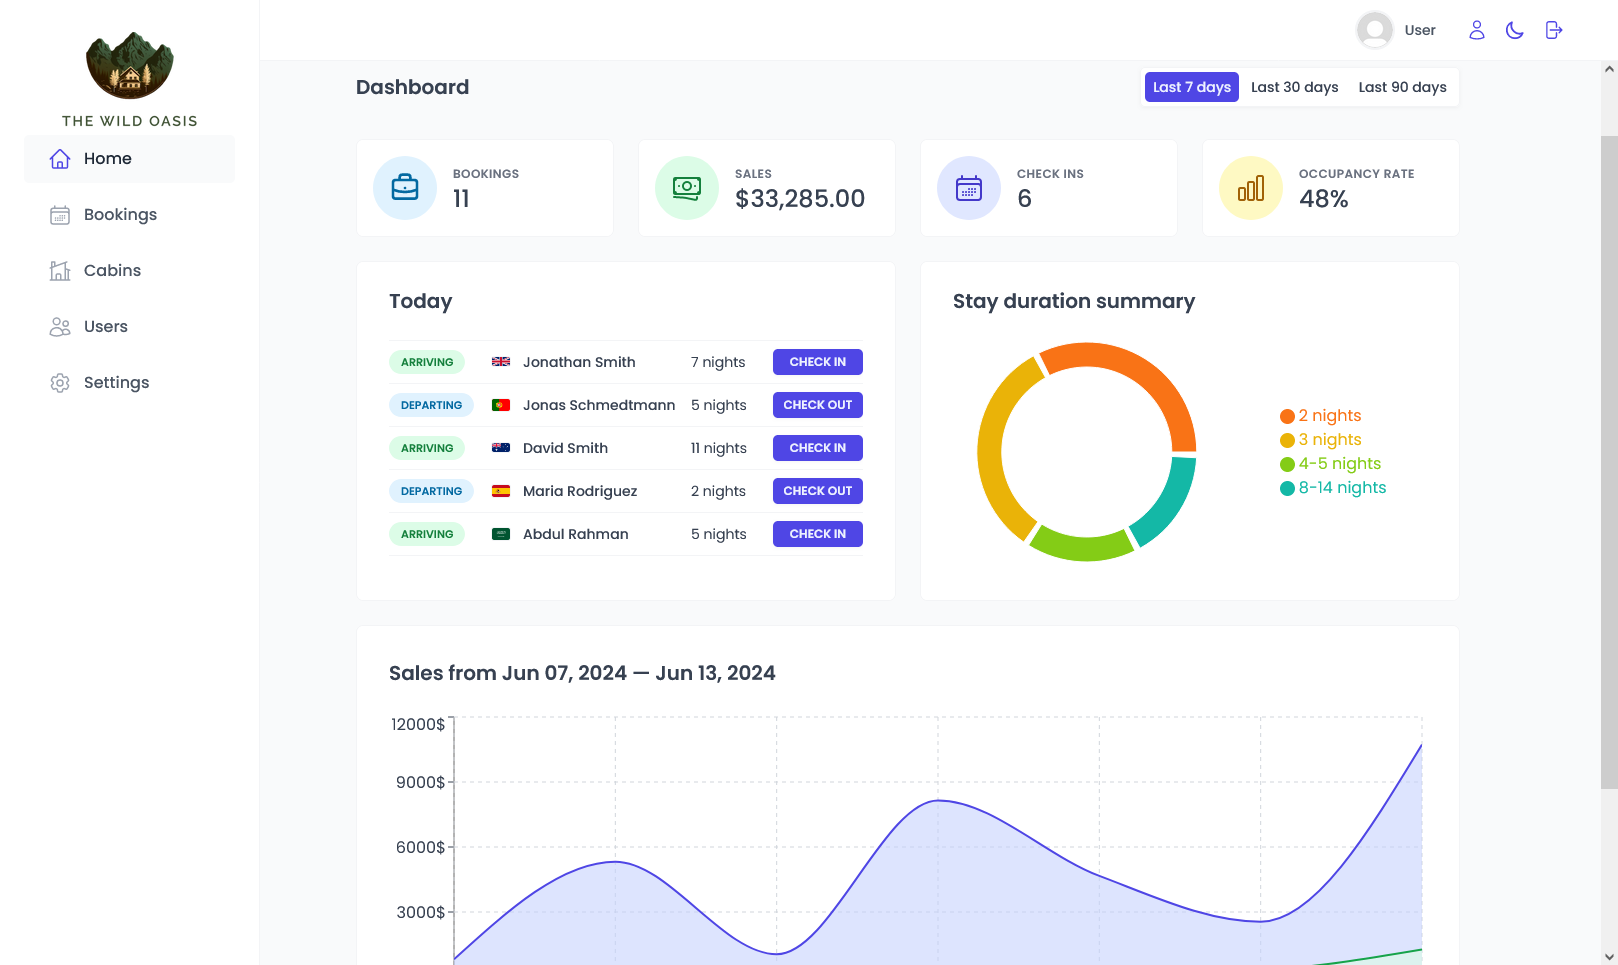 User
THE WILD OASIS
Home
Bookings
Cabins
Users
Settings
Dashboard
Last 7 days Last 30 days Last 90 days
BOOKINGS
11
SALES
$33,285.00
CHECK INS
6
OCCUPANCY RATE
48%
Today
ARRIVING Jonathan Smith 7 nights CHECK IN
DEPARTING Jonas Schmedtmann 5 nights CHECK OUT
ARRIVING David Smith 11 nights CHECK IN
DEPARTING Maria Rodriguez 2 nights CHECK OUT
ARRIVING Abdul Rahman 5 nights CHECK IN
Stay duration summary
2 nights
3 nights
4-5 nights
8-14 nights
Sales from Jun 07, 2024 — Jun 13, 2024
12000$
9000$
6000$
3000$